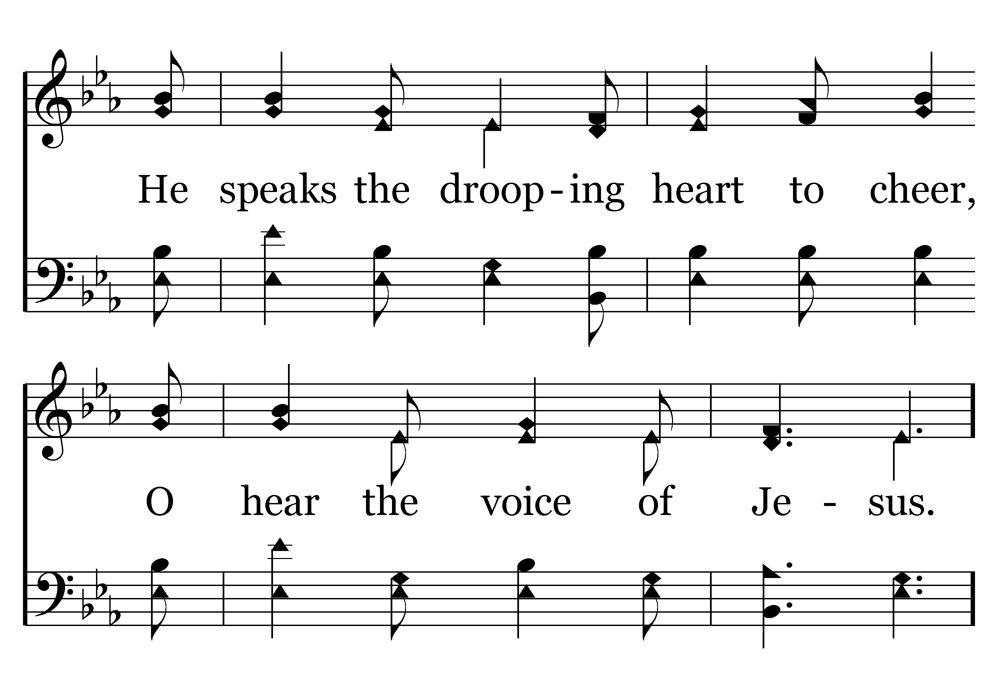 He speaks the droop-ing heart to cheer,
O hear the voice of Je - sus.